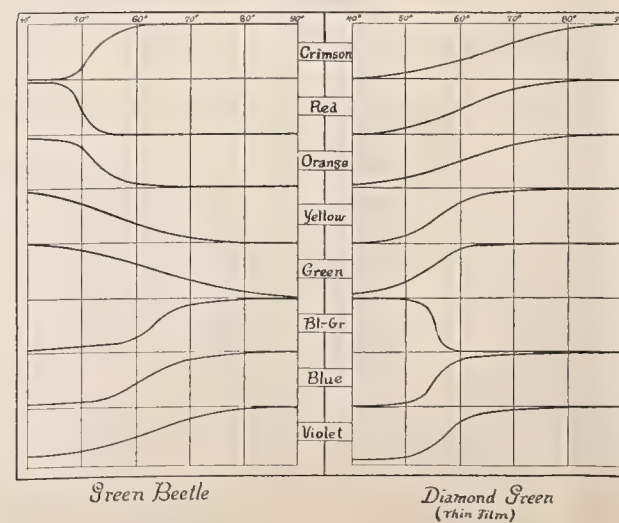 40° 50° 60° 70° 80° 90° 40° 50° 60° 70° 80°
Crimson
Red
Orange
Yellow
Green
Bl-Gr
Blue
Violet
Green Beetle
Diamond Green
(Thin Film)